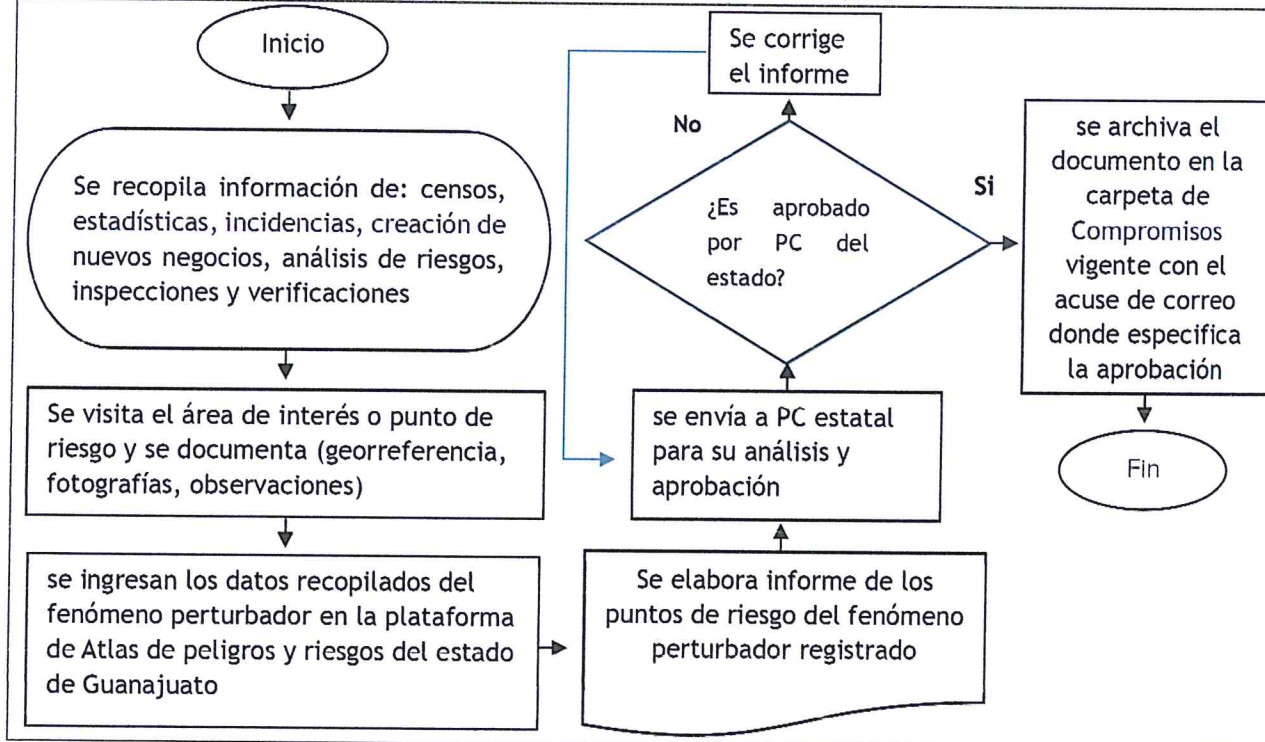 Inicio
Se recopila información de: censos,
estadísticas, incidencias, creación de
nuevos negocios, análisis de riesgos,
inspecciones y verificaciones
Se visita el área de interés o punto de
riesgo y se documenta (georreferencia,
fotografías, observaciones)
se ingresan los datos recopilados del
fenómeno perturbador en la plataforma
de Atlas de peligros y riesgos del estado
de Guanajuato
Se elabora informe de los
puntos de riesgo del fenómeno
perturbador registrado
se envía a PC estatal
para su análisis y
aprobación
¿Es aprobado
por PC del
estado?
No
Se corrige
el informe
Si
se archiva el
documento en la
carpeta de
Compromisos
vigente con el
acuse de correo
donde especifica
la aprobación
Fin